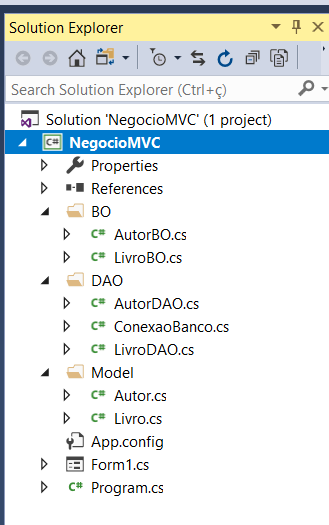 Solution Explorer
Search Solution Explorer (Ctrl+ç)
Solution 'NegocioMVC' (1 project)
C# NegocioMVC
Properties
References
BO
C# AutorBO.cs
C# LivroBO.cs
DAO
C# AutorDAO.cs
C# ConexaoBanco.cs
C# LivroDAO.cs
Model
C# Autor.cs
C# Livro.cs
App.config
Form1.cs
C# Program.cs